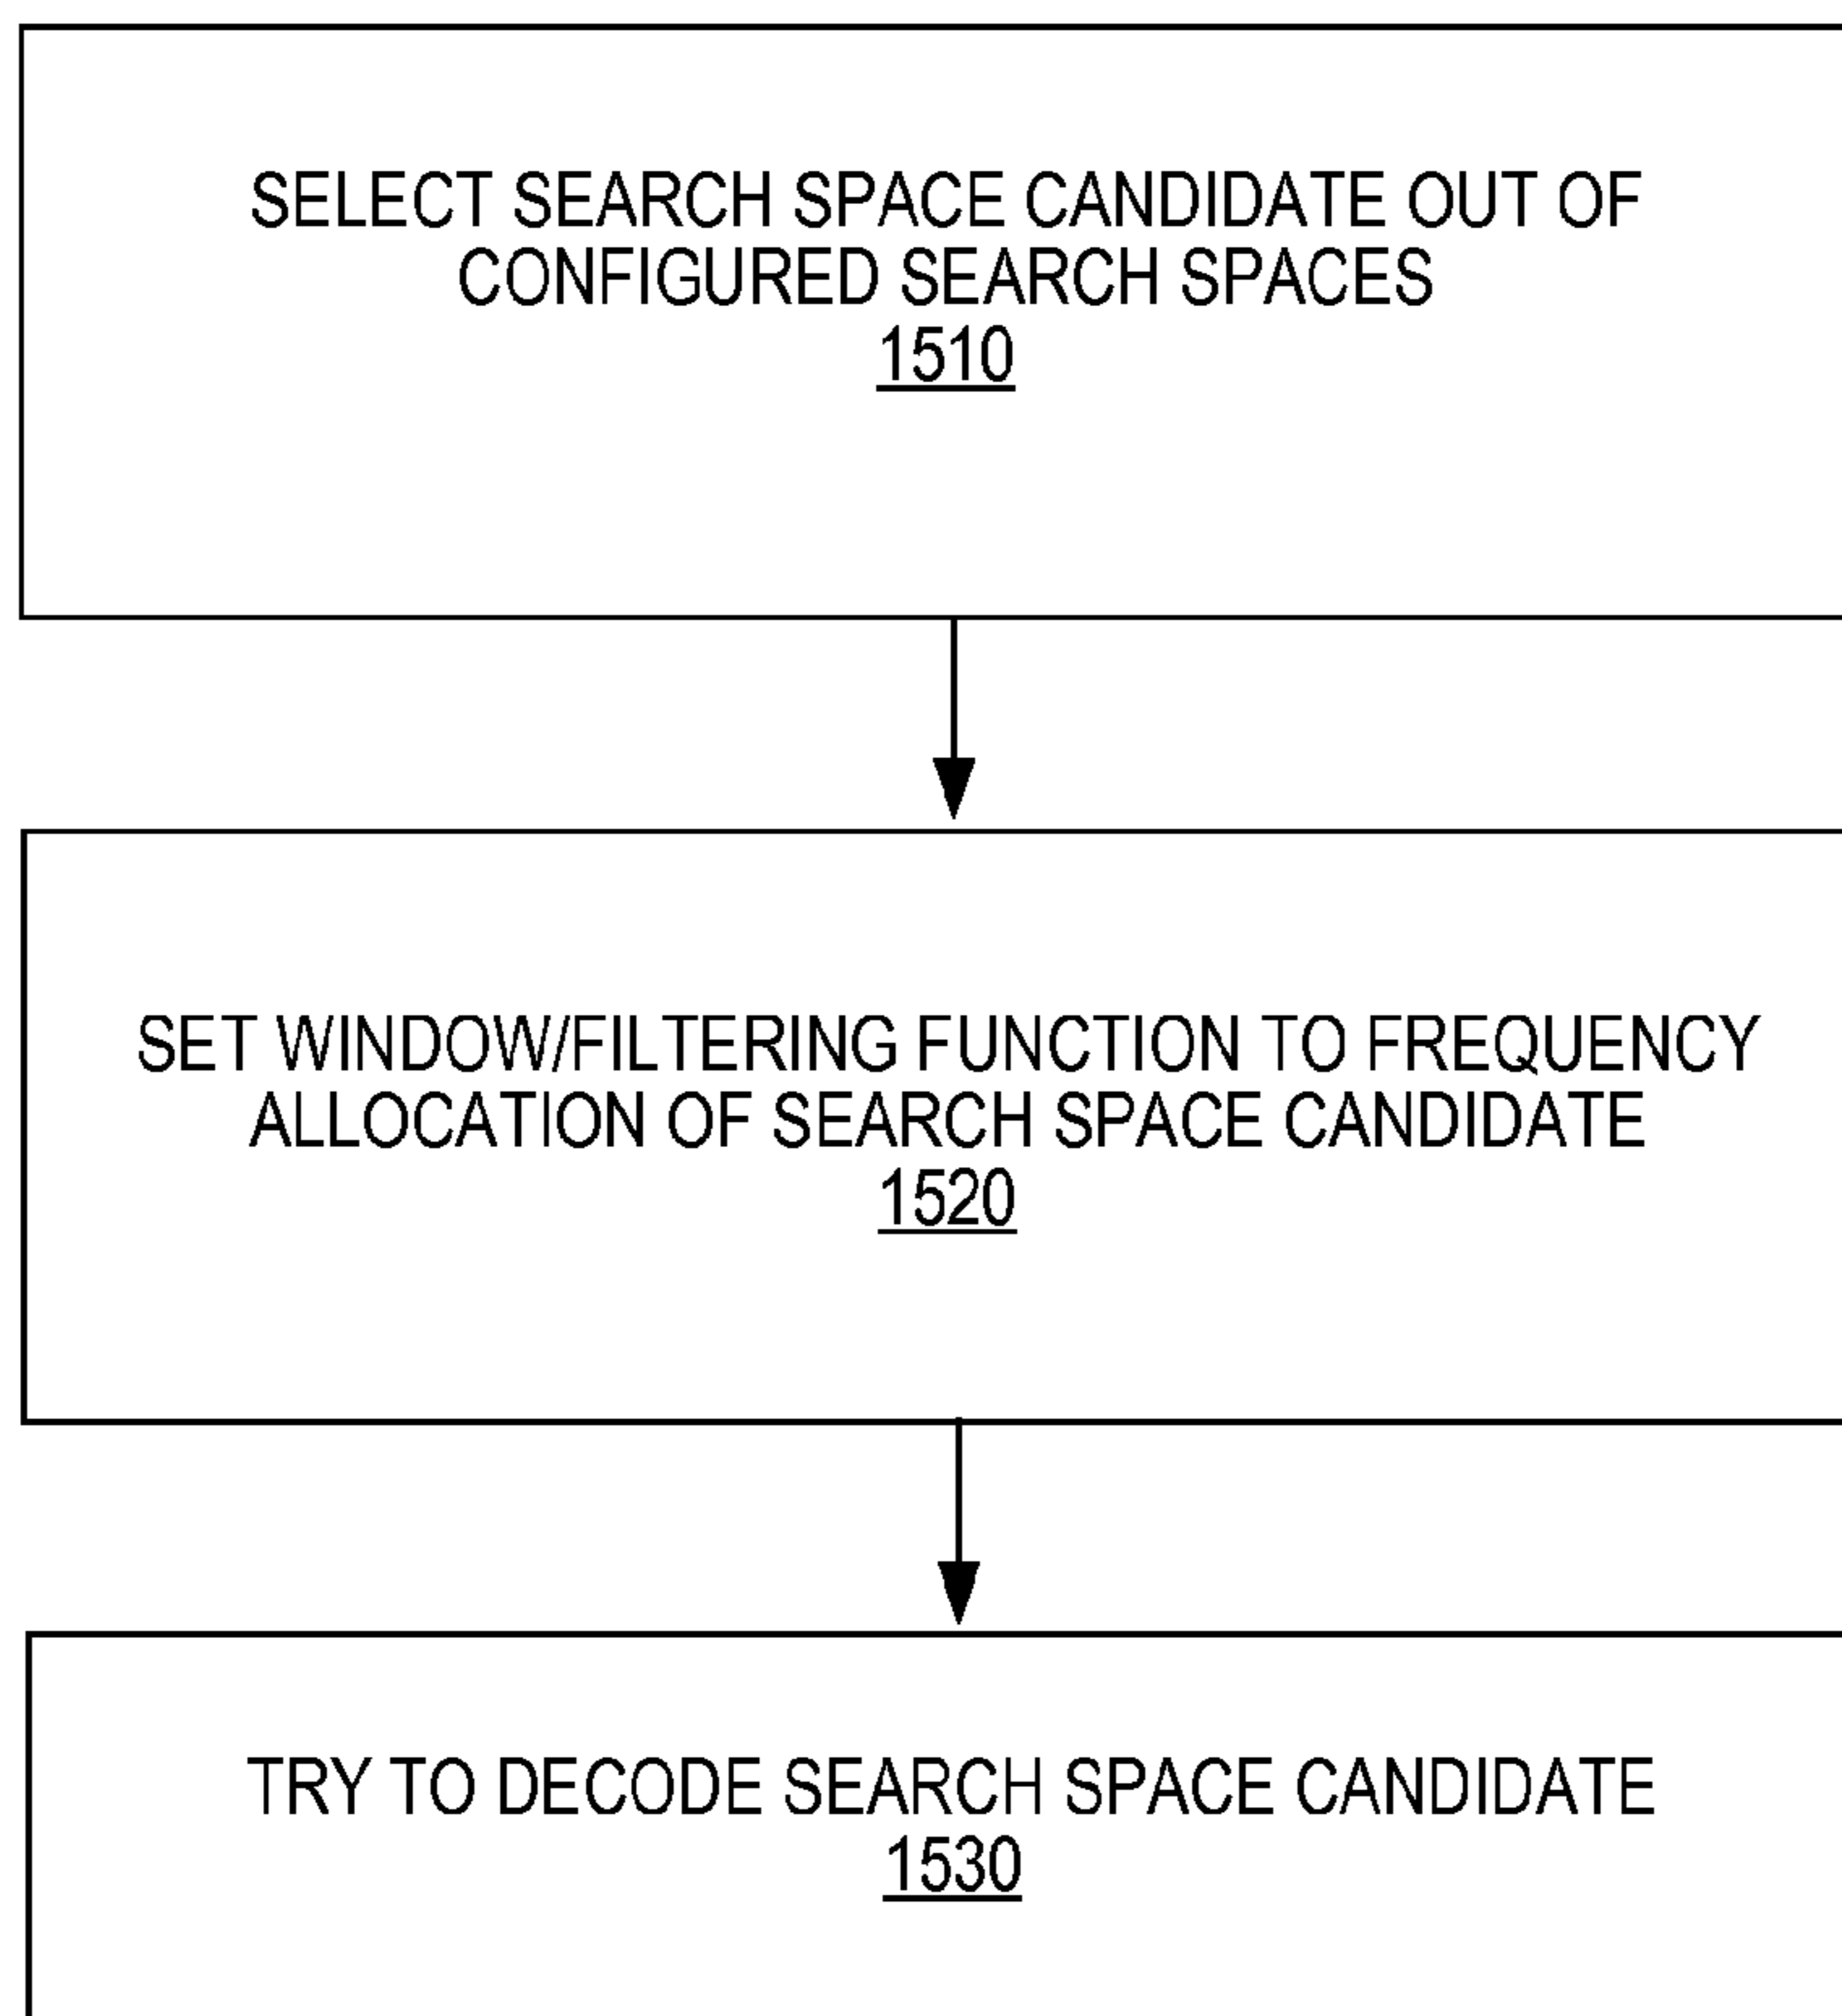 SELECT SEARCH SPACE CANDIDATE OUT OF
CONFIGURED SEARCH SPACES
1510
SET WINDOW/FILTERING FUNCTION TO FREQUENCY
ALLOCATION OF SEARCH SPACE CANDIDATE
1520
TRY TO DECODE SEARCH SPACE CANDIDATE
1530